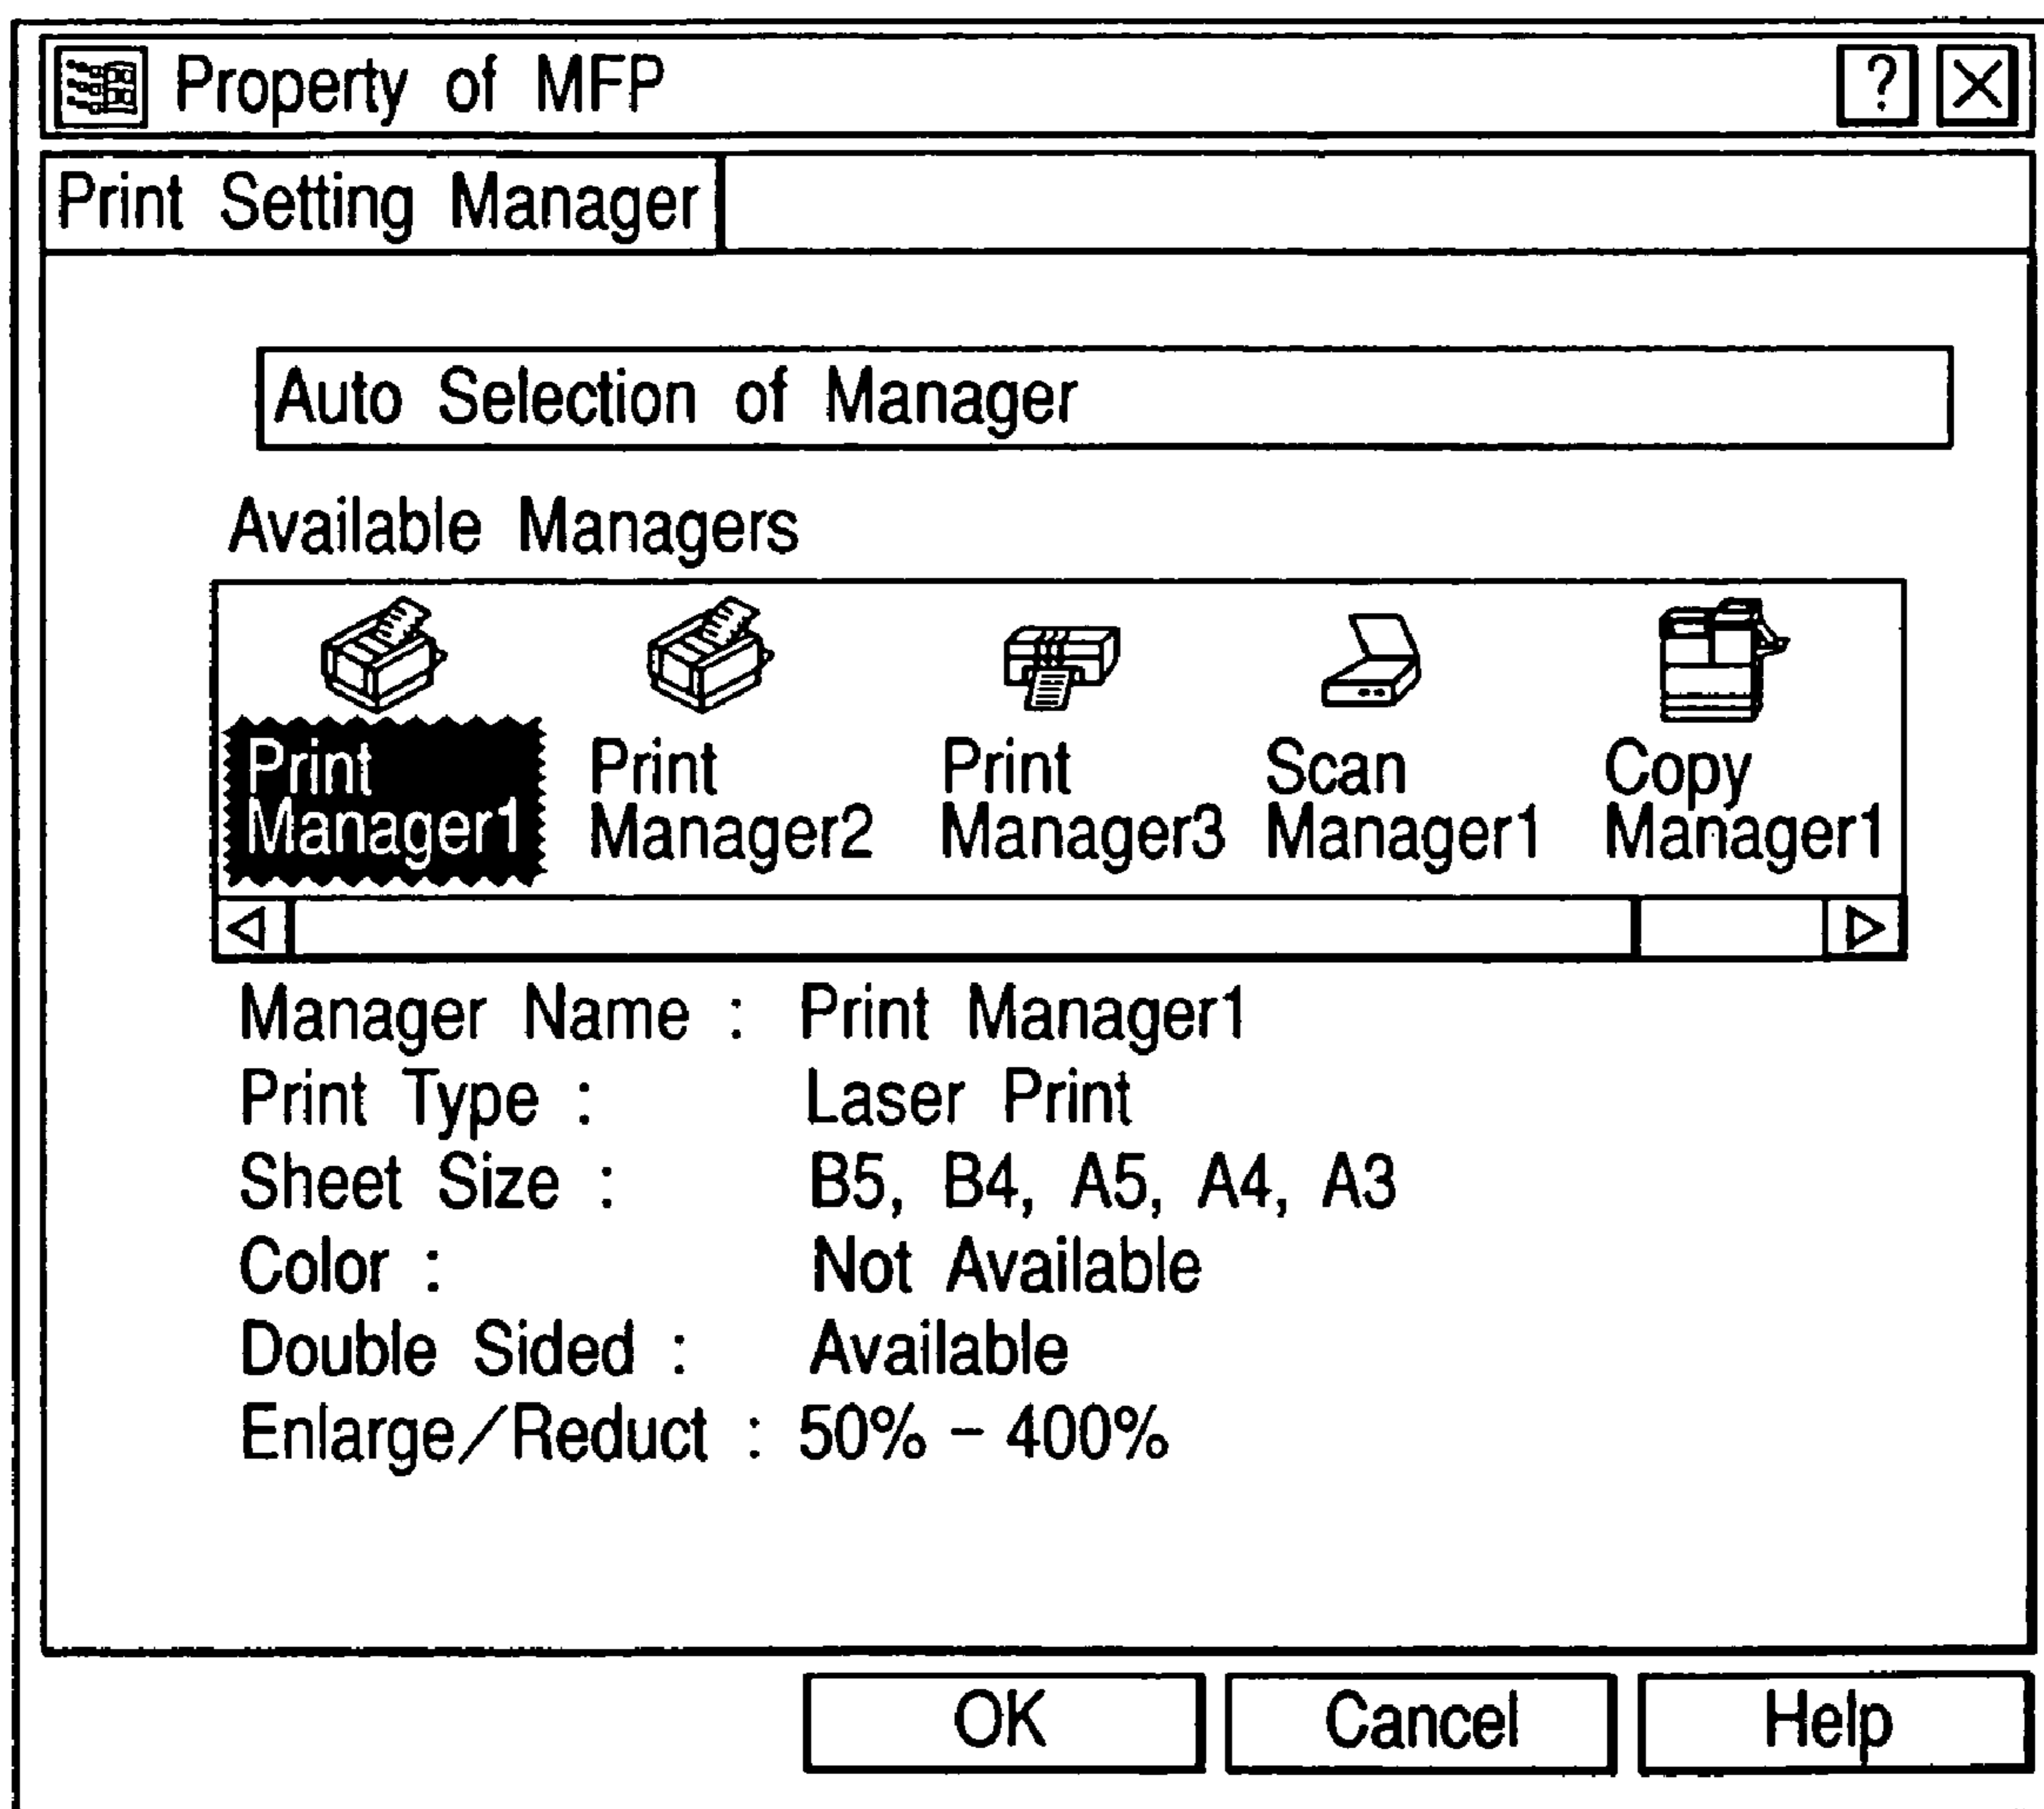 Property of MFP ? X
Print Setting Manager
Auto Selection of Manager
Available Managers
Print Print Print Scan Copy
Manager1 Manager2 Manager3 Manager1 Manager1
Manager Name : Print Manager1
Print Type : Laser Print
Sheet Size : B5, B4, A5, A4, A3
Color : Not Available
Double Sided : Available
Enlarge/Reduct : 50% – 400%
OK Cancel Help